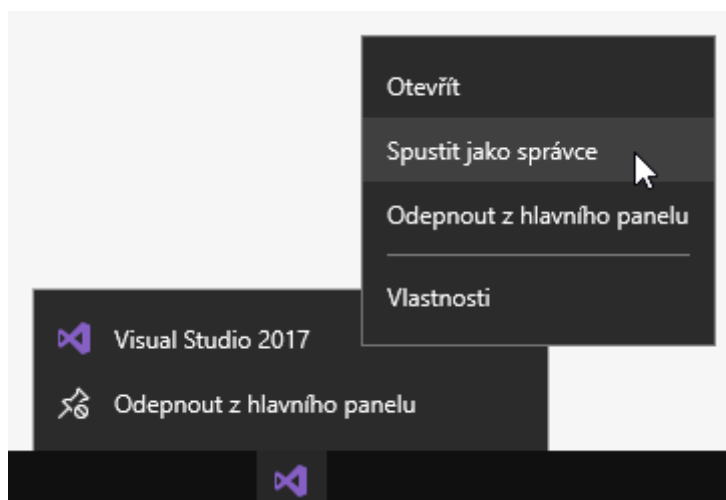 Otevřít
Spustit jako správce
Odepnout z hlavního panelu
Vlastnosti
Visual Studio 2017
Odepnout z hlavního panelu